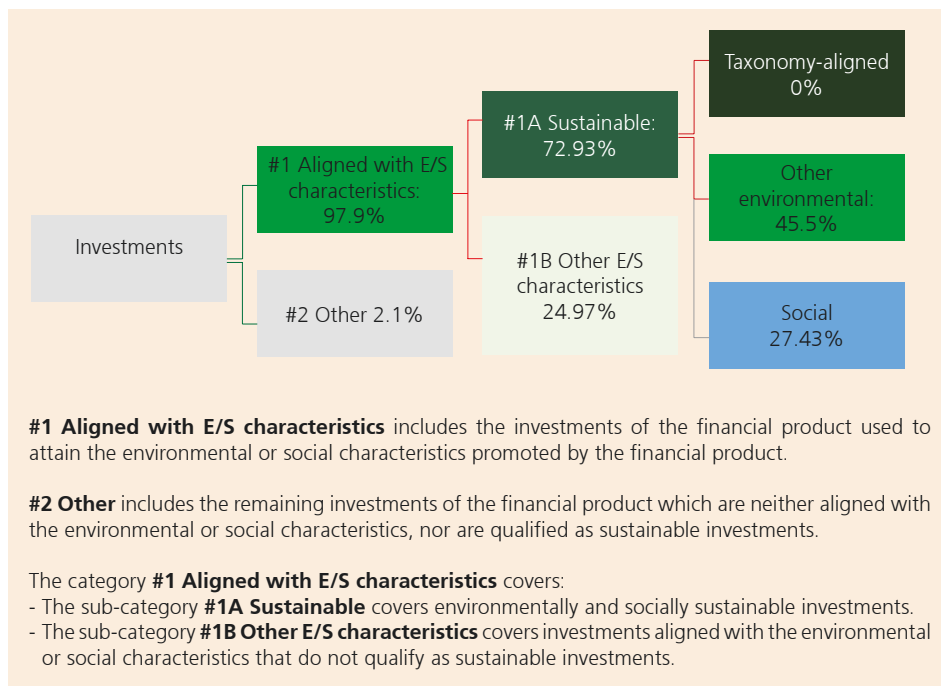 Investments
#1 Aligned with E/S
characteristics:
97.9%
#2 Other 2.1%
#1A Sustainable:
72.93%
#1B Other E/S
characteristics
24.97%
Taxonomy-aligned
0%
Other
environmental:
45.5%
Social
27.43%
#1 Aligned with E/S characteristics includes the investments of the financial product used to
attain the environmental or social characteristics promoted by the financial product.
#2 Other includes the remaining investments of the financial product which are neither aligned with
the environmental or social characteristics, nor are qualified as sustainable investments.
The category #1 Aligned with E/S characteristics covers:
- The sub-category #1A Sustainable covers environmentally and socially sustainable investments.
- The sub-category #1B Other E/S characteristics covers investments aligned with the environmental
or social characteristics that do not qualify as sustainable investments.